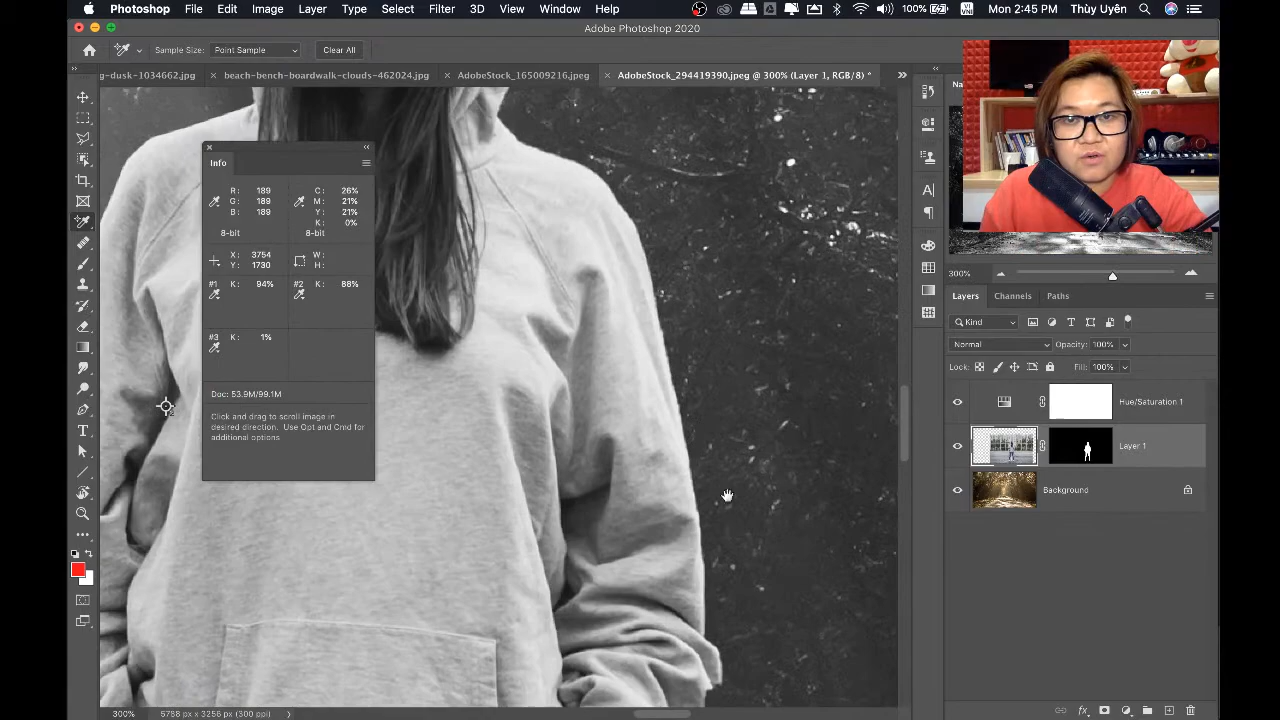 Photoshop File Edit Image Layer Type Select Filter 3D View Window Help 100% VI VNI Mon 2:45 PM Thùy Uyên
Adobe Photoshop 2020
Sample Size: Point Sample Clear All
g-dusk-1034662.jpg × beach-bench-boardwalk-clouds-462024.jpg × AdobeStock_165009216.jpeg × AdobeStock_294419390.jpeg @ 300% (Layer 1, RGB/8) *
Na
Info
R: 189 C: 26%
G: 189 M: 21%
B: 189 Y: 21%
K: 0%
8-bit 8-bit
X: 3754 W:
Y: 1730 H:
#1 K: 94% #2 K: 88%
#3 K: 1%
Doc: 53.9M/99.1M
Click and drag to scroll image in
desired direction. Use Opt and Cmd for
additional options
300%
Layers Channels Paths
Kind
Normal Opacity: 100%
Lock: Fill: 100%
Hue/Saturation 1
Layer 1
Background
300% 5788 px x 3256 px (300 ppi)